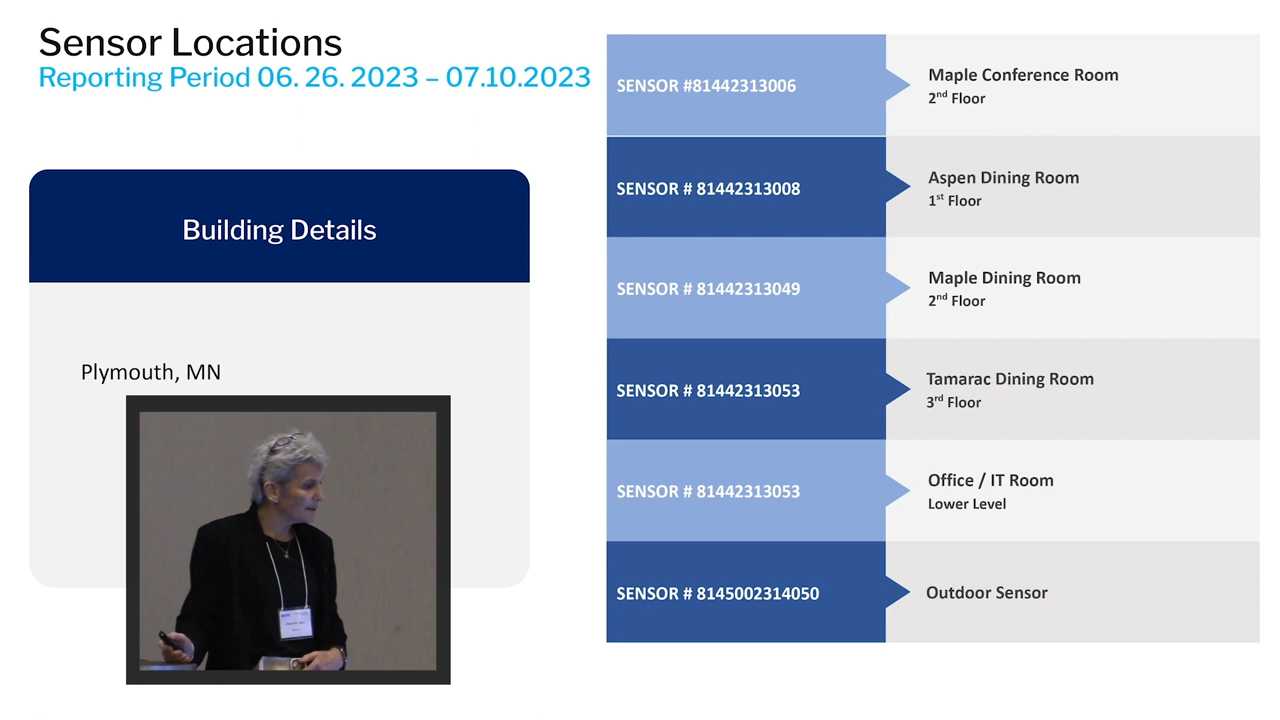 Sensor Locations
Reporting Period 06. 26. 2023 – 07.10.2023
Building Details
Plymouth, MN
SENSOR #81442313006
Maple Conference Room
2nd Floor
SENSOR # 81442313008
Aspen Dining Room
1st Floor
SENSOR # 81442313049
Maple Dining Room
2nd Floor
SENSOR # 81442313053
Tamarac Dining Room
3rd Floor
SENSOR # 81442313053
Office / IT Room
Lower Level
SENSOR # 8145002314050
Outdoor Sensor